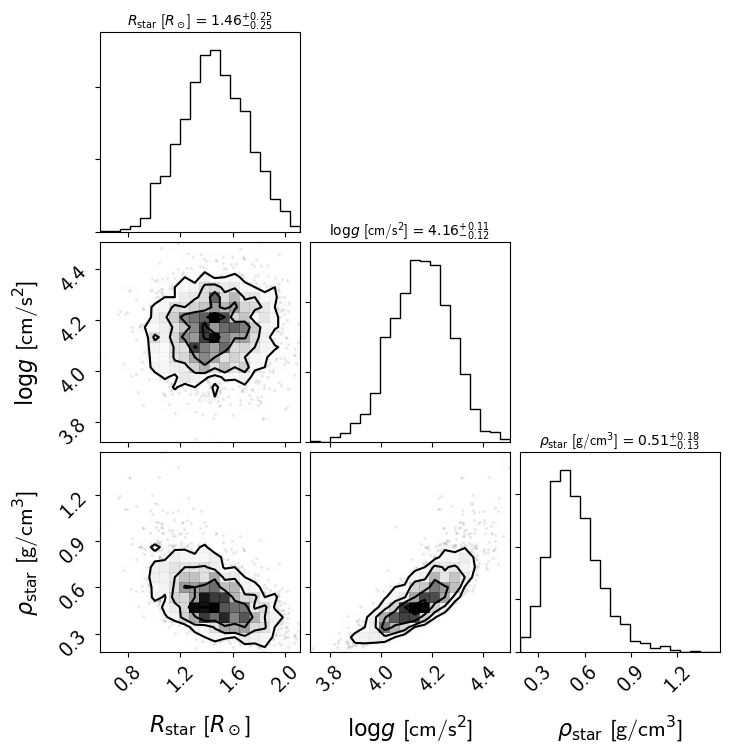 R_star [R_⊙] = 1.46^{+0.25}_{−0.25}
log g [cm/s²] = 4.16^{+0.11}_{−0.12}
4.4
4.2
4.0
3.8
log g [cm/s²]
ρ_star [g/cm³] = 0.51^{+0.18}_{−0.13}
1.2
0.9
0.6
0.3
ρ_star [g/cm³]
0.8 1.2 1.6 2.0 3.8 4.0 4.2 4.4 0.3 0.6 0.9 1.2
R_star [R_⊙] log g [cm/s²] ρ_star [g/cm³]